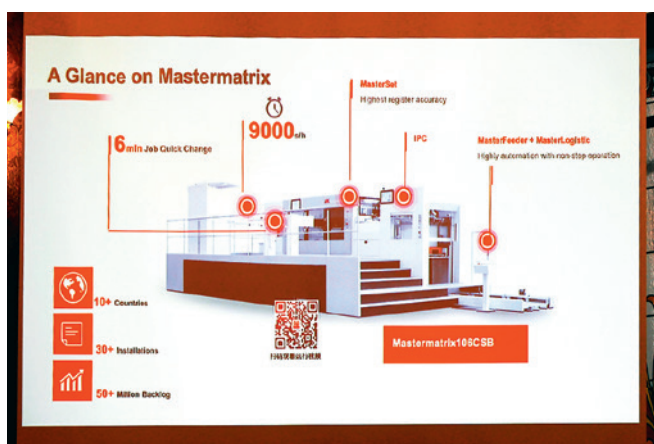 A Glance on Mastermatrix
MasterSet
Highest register accuracy
9000s/h
6min Job Quick Change
IPC
MasterFeeder + MasterLogistic
Highly automation with non-stop operation
10+ Countries
30+ Installations
50+ Million Backlog
Mastermatrix106CSB